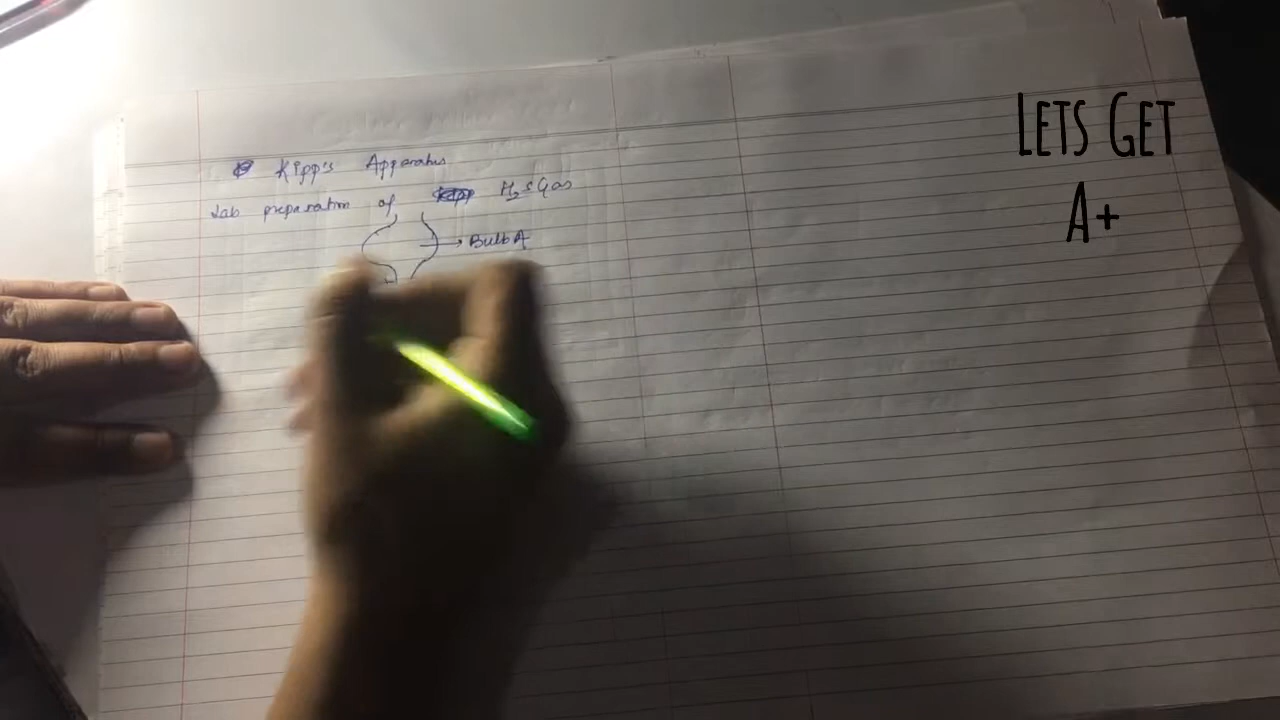 Kipp's Apparatus
Lab preparation of H2S Gas
Bulb A
LETS GET
A+